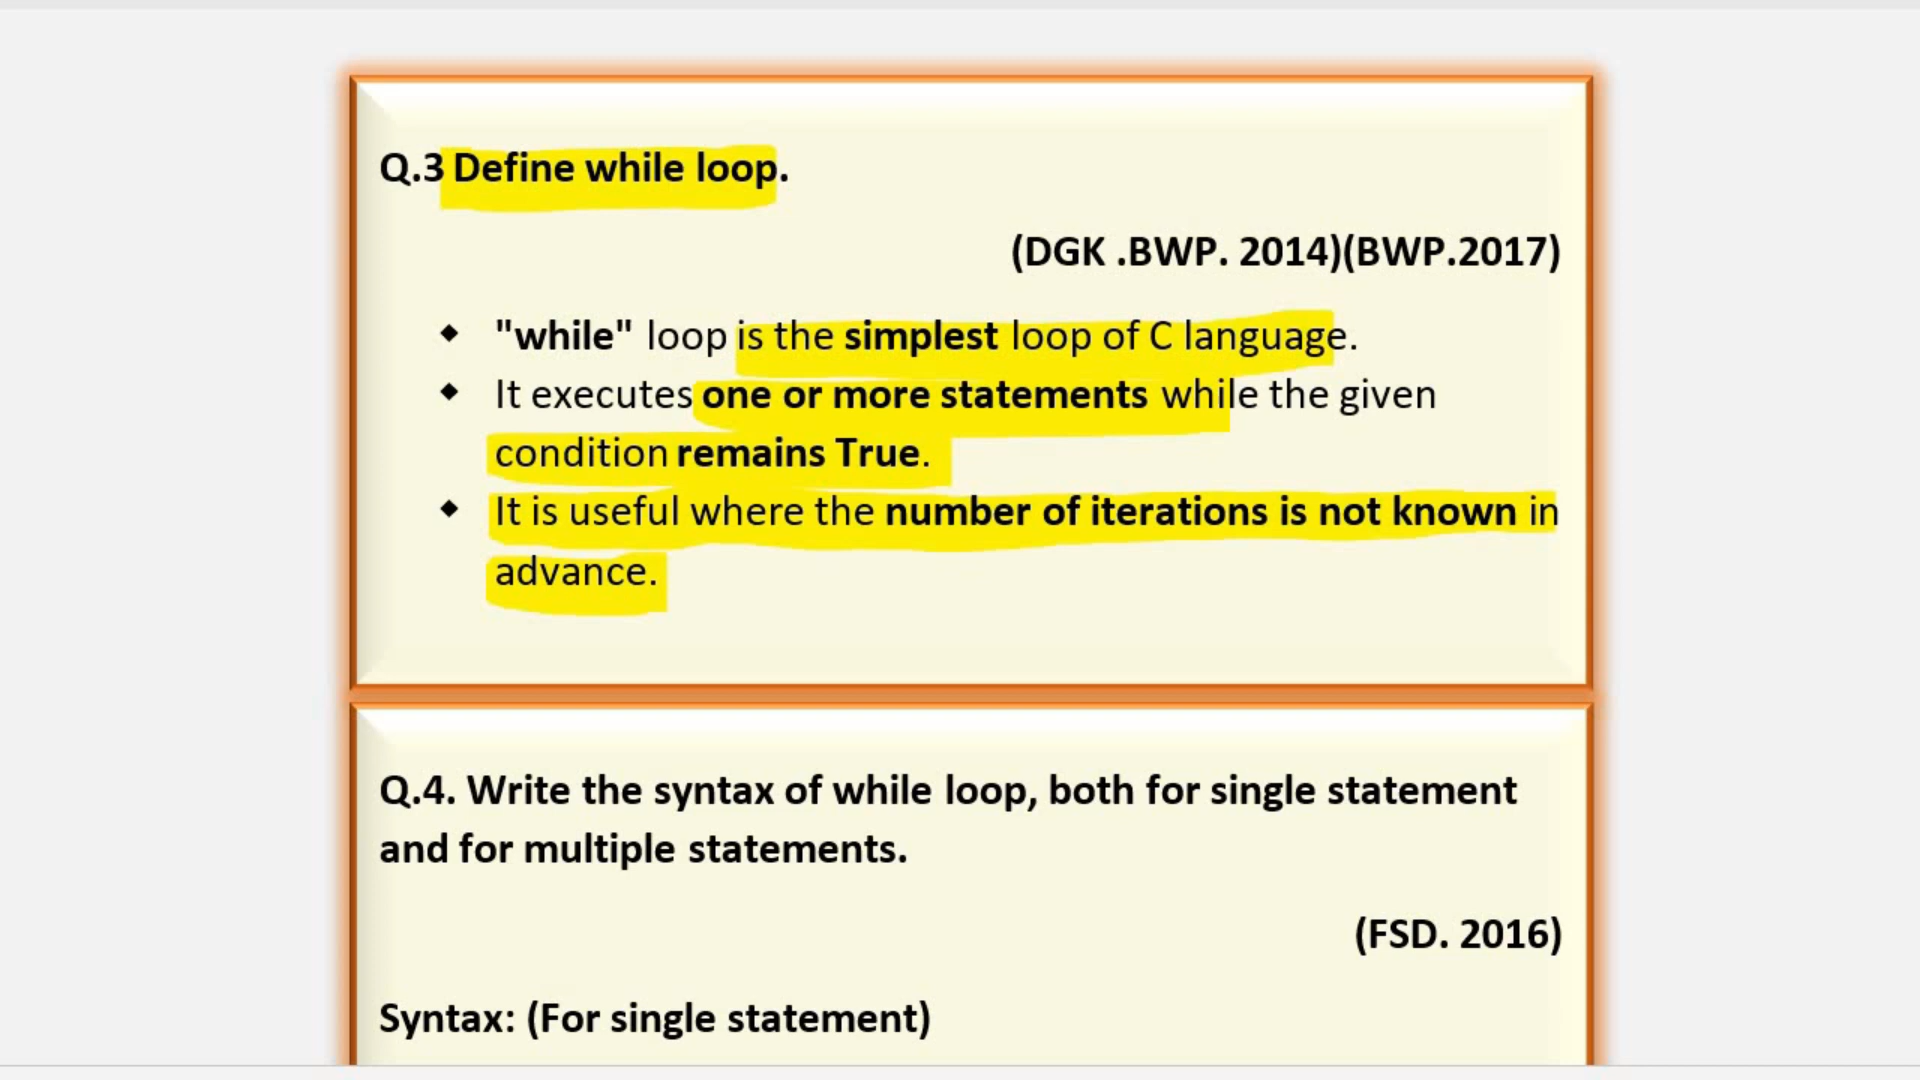 Q.3 Define while loop.
(DGK .BWP. 2014)(BWP.2017)
◆ "while" loop is the simplest loop of C language.
◆ It executes one or more statements while the given
condition remains True.
◆ It is useful where the number of iterations is not known in
advance.
Q.4. Write the syntax of while loop, both for single statement
and for multiple statements.
(FSD. 2016)
Syntax: (For single statement)